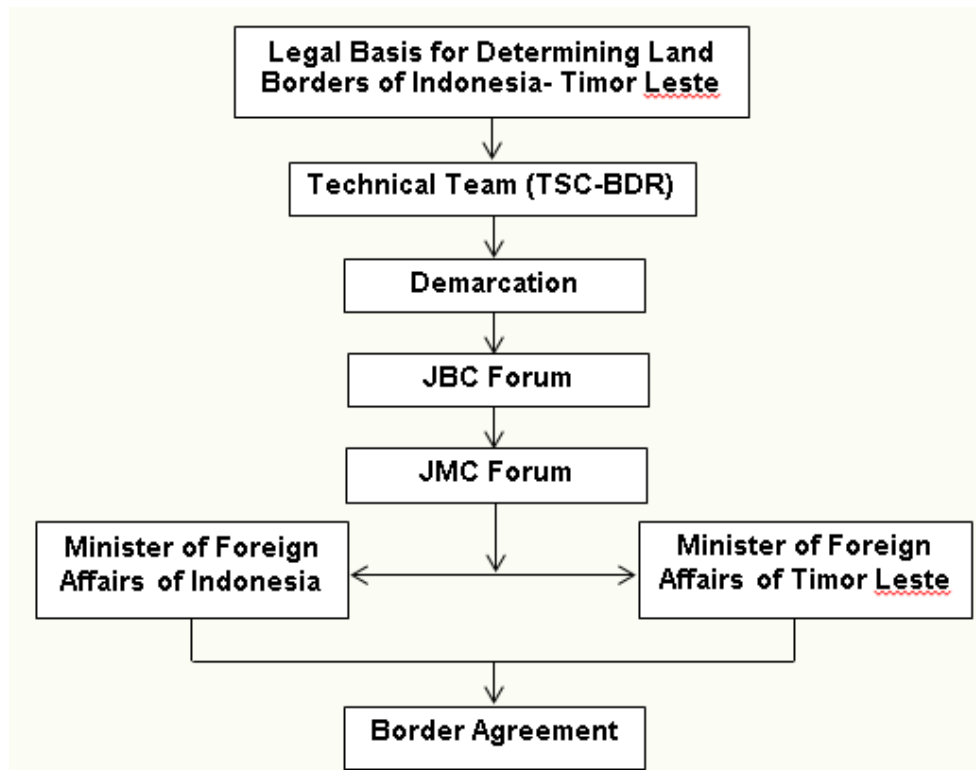 Legal Basis for Determining Land
Borders of Indonesia- Timor Leste
Technical Team (TSC-BDR)
Demarcation
JBC Forum
JMC Forum
Minister of Foreign
Affairs of Indonesia
Minister of Foreign
Affairs of Timor Leste
Border Agreement